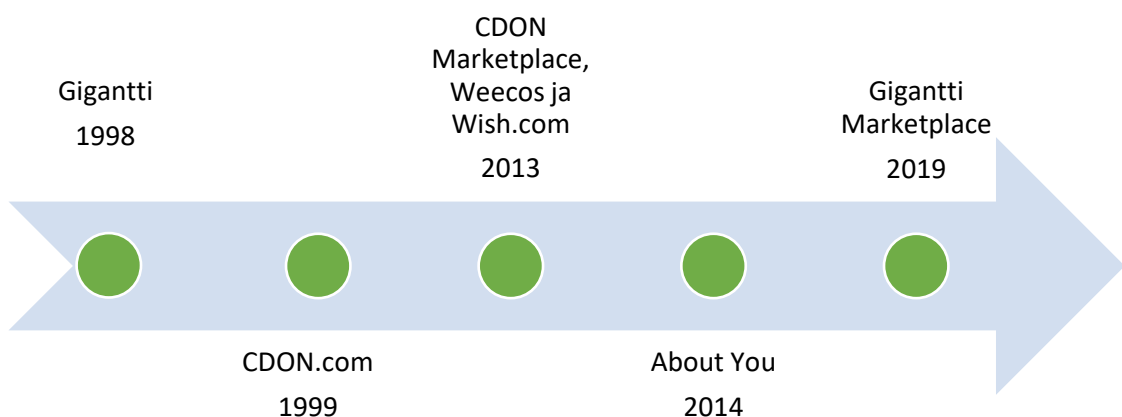 Gigantti
1998
CDON.com
1999
CDON
Marketplace,
Weecos ja
Wish.com
2013
About You
2014
Gigantti
Marketplace
2019